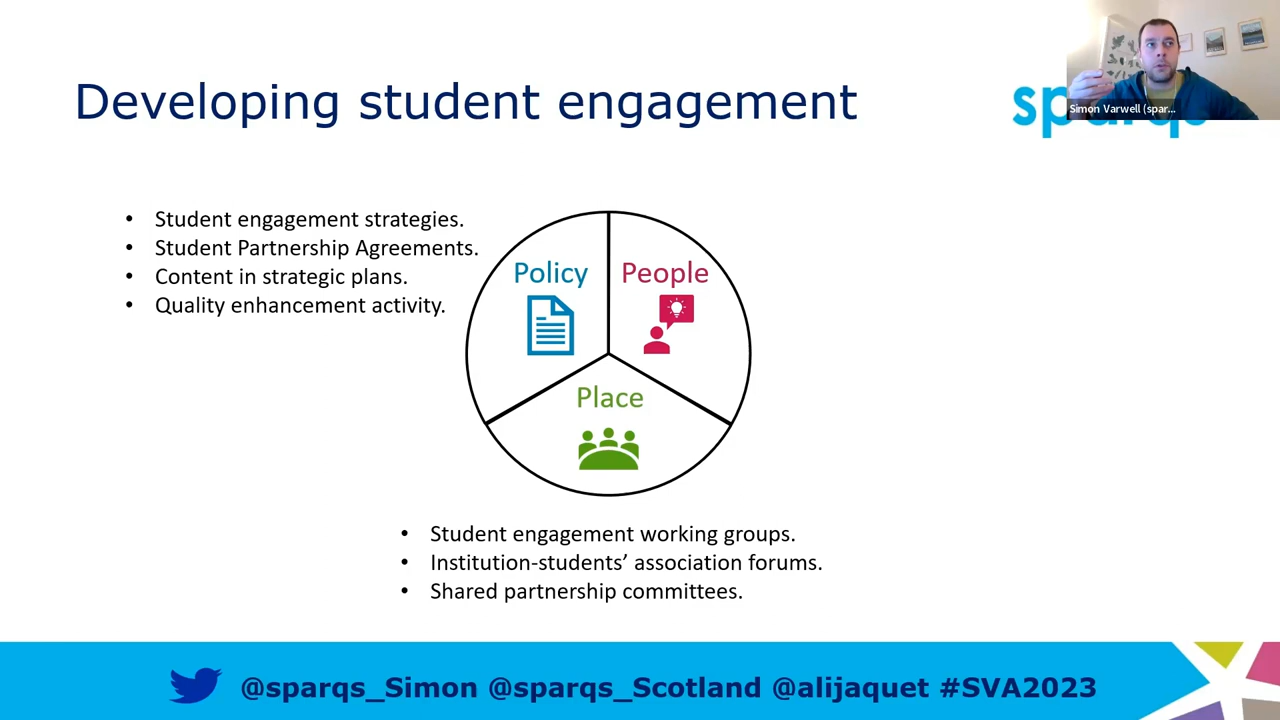 Developing student engagement
Simon Varwell (spar...
• Student engagement strategies.
• Student Partnership Agreements.
• Content in strategic plans.
• Quality enhancement activity.
Policy
People
Place
• Student engagement working groups.
• Institution-students’ association forums.
• Shared partnership committees.
@sparqs_Simon @sparqs_Scotland @alijaquet #SVA2023